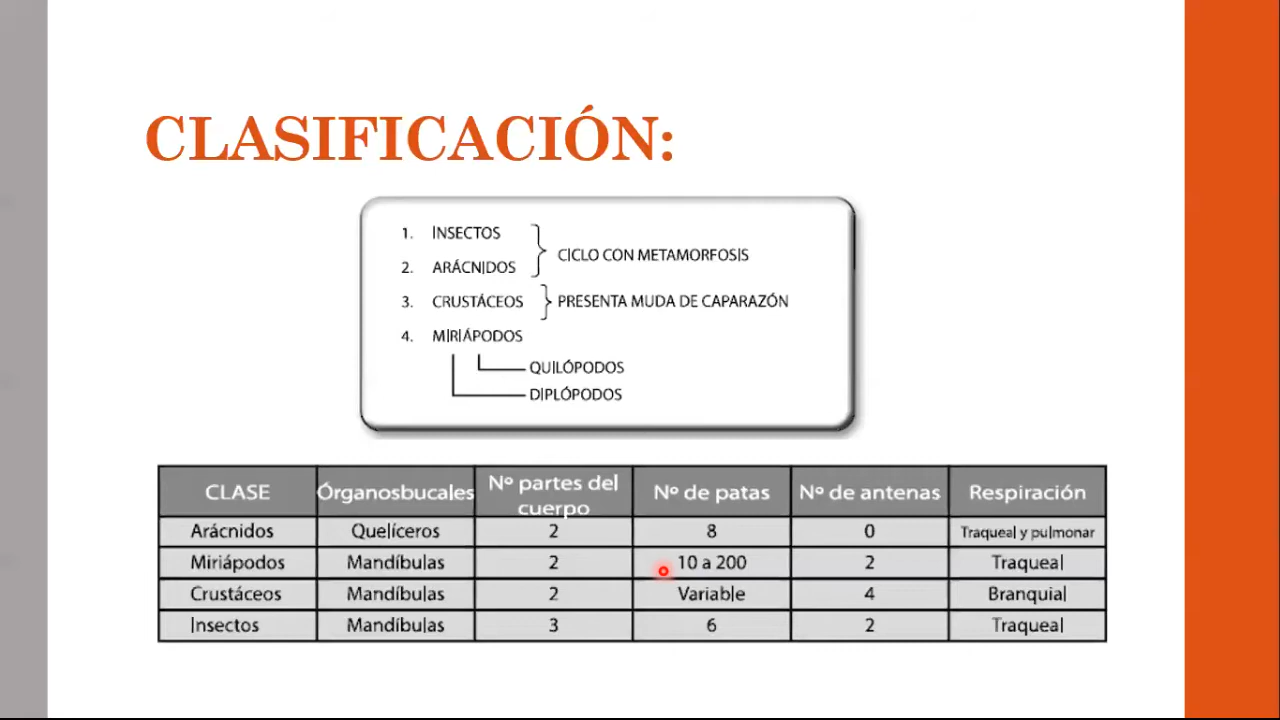 CLASIFICACIÓN:
1. INSECTOS
2. ARÁCNIDOS
CICLO CON METAMORFOSIS
3. CRUSTÁCEOS PRESENTA MUDA DE CAPARAZÓN
4. MIRIÁPODOS
QUILÓPODOS
DIPLÓPODOS
CLASE Órganosbucales Nº partes del cuerpo Nº de patas Nº de antenas Respiración
Arácnidos Quelíceros 2 8 0 Traqueal y pulmonar
Miriápodos Mandíbulas 2 10 a 200 2 Traqueal
Crustáceos Mandíbulas 2 Variable 4 Branquial
Insectos Mandíbulas 3 6 2 Traqueal